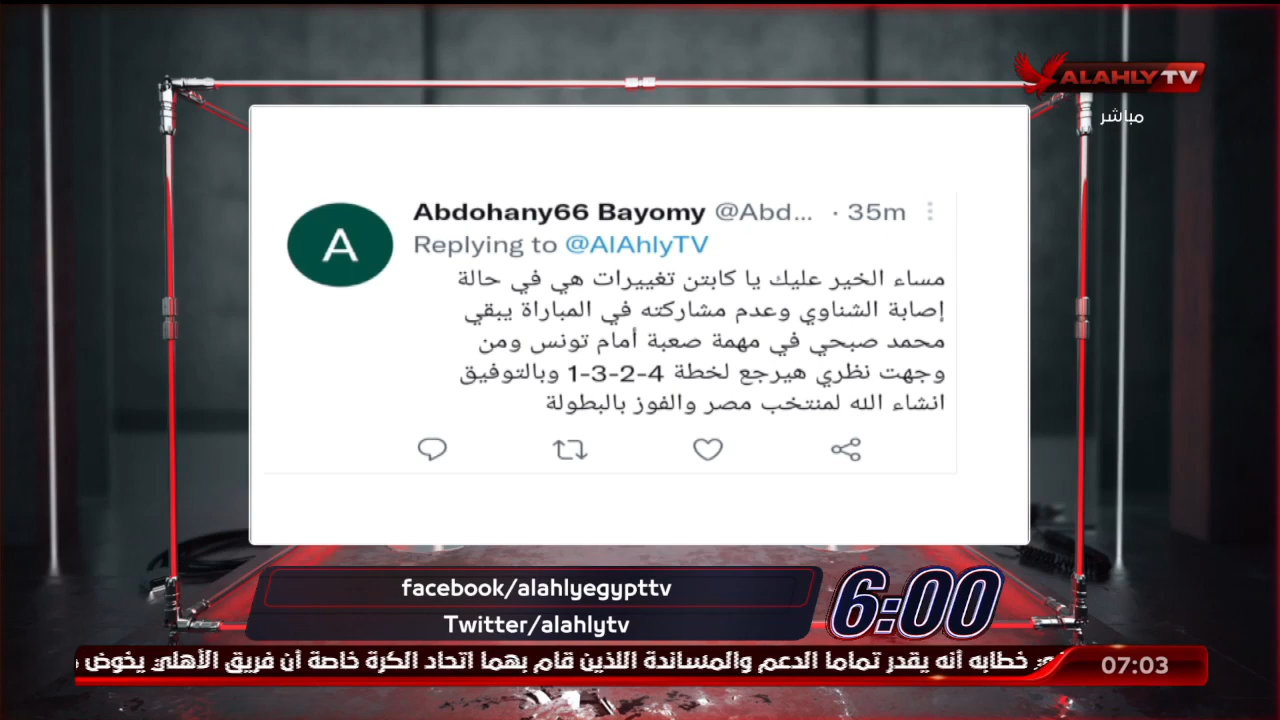 ALAHLY TV
مباشر
A
Abdohany66 Bayomy @Abd... · 35m
Replying to @AlAhlyTV
مساء الخير عليك يا كابتن تغييرات هي في حالة
إصابة الشناوي وعدم مشاركته في المباراة يبقي
محمد صبحي في مهمة صعبة أمام تونس ومن
وجهت نظري هيرجع لخطة 4-2-3-1 وبالتوفيق
انشاء الله لمنتخب مصر والفوز بالبطولة
facebook/alahlyegypttv
Twitter/alahlytv
6:00
خطابه أنه يقدر تماما الدعم والمساندة اللذين قام بهما اتحاد الكرة خاصة أن فريق الأهلي يخوض
07:03